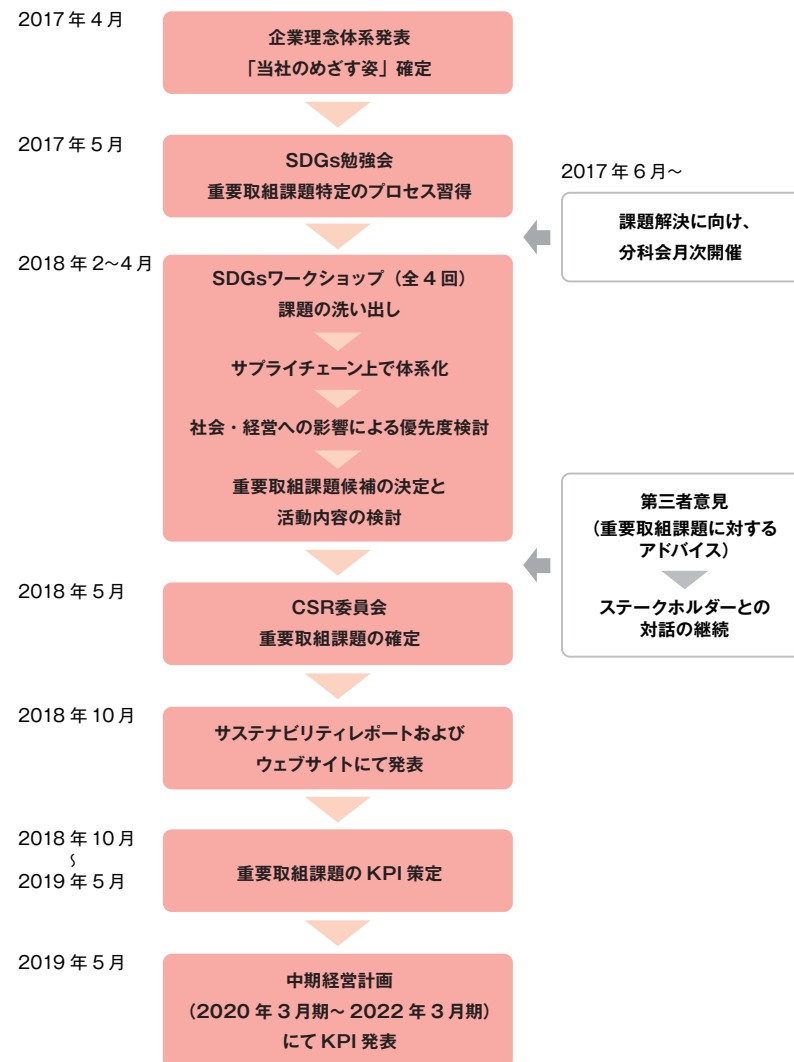 2017年4月
企業理念体系発表
「当社のめざす姿」確定
2017年5月
SDGs勉強会
重要取組課題特定のプロセス習得
2017年6月～
課題解決に向け、
分科会月次開催
2018年2～4月
SDGsワークショップ（全4回）
課題の洗い出し
サプライチェーン上で体系化
社会・経営への影響による優先度検討
重要取組課題候補の決定と
活動内容の検討
第三者意見
（重要取組課題に対する
アドバイス）
ステークホルダーとの
対話の継続
2018年5月
CSR委員会
重要取組課題の確定
2018年10月
サステナビリティレポートおよび
ウェブサイトにて発表
2018年10月
～
2019年5月
重要取組課題のKPI策定
2019年5月
中期経営計画
（2020年3月期～2022年3月期）
にてKPI発表